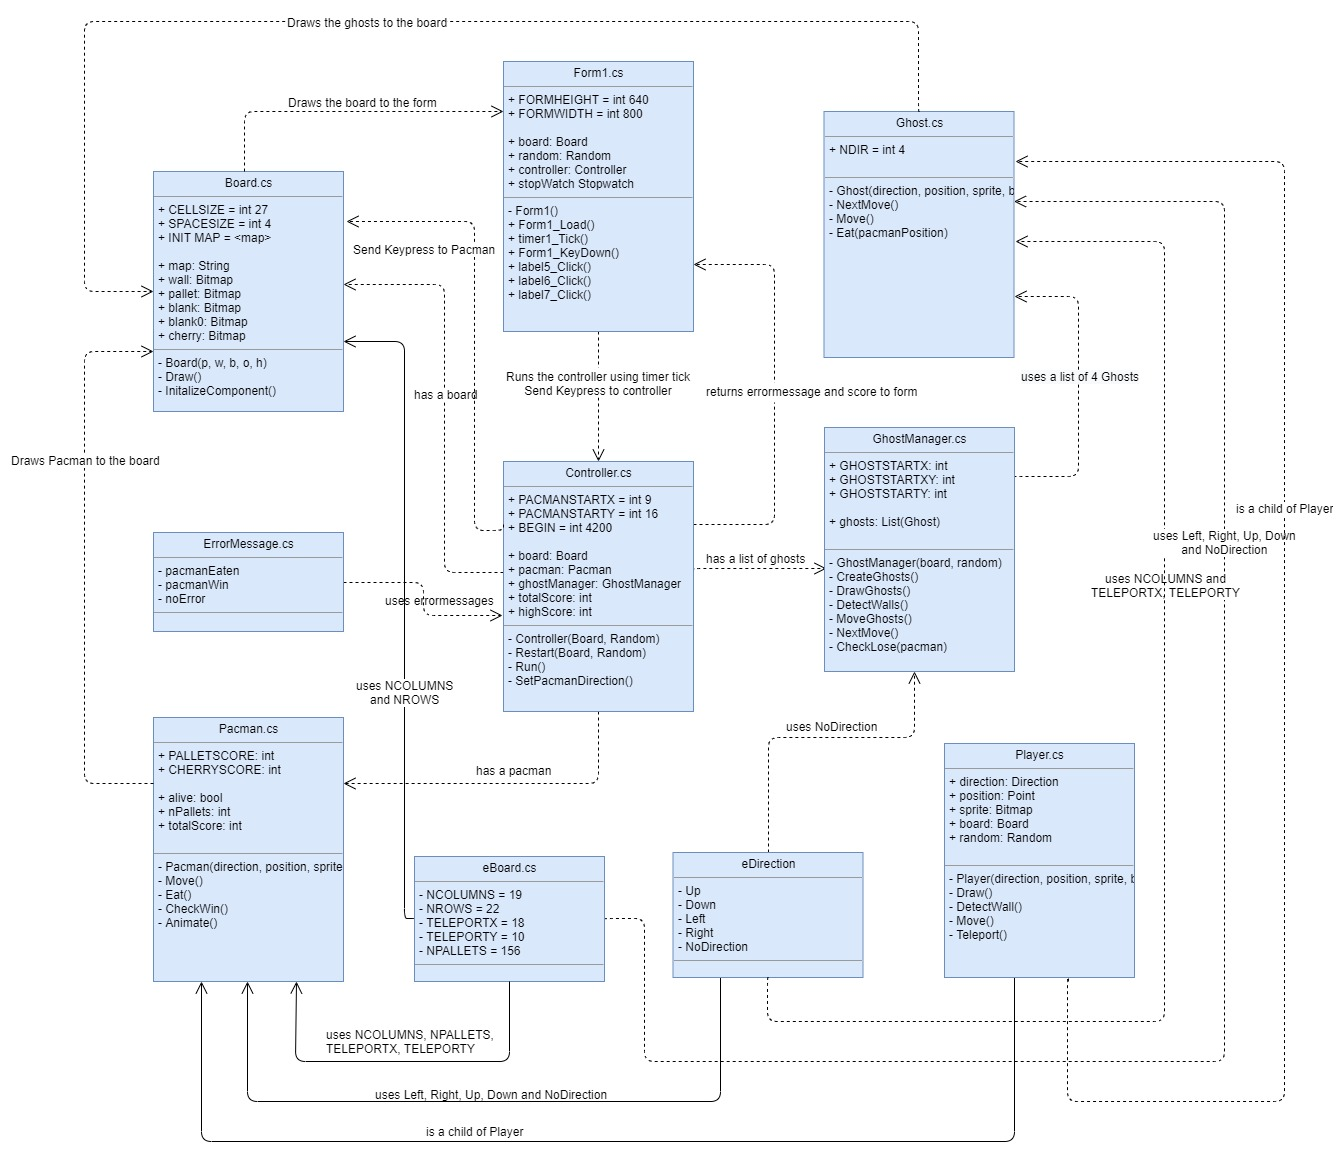 Draws the ghosts to the board
Draws the board to the form
Form1.cs
+ FORMHEIGHT = int 640
+ FORMWIDTH = int 800
+ board: Board
+ random: Random
+ controller: Controller
+ stopWatch Stopwatch
- Form1()
+ Form1_Load()
+ timer1_Tick()
+ Form1_KeyDown()
+ label5_Click()
+ label6_Click()
+ label7_Click()
Ghost.cs
+ NDIR = int 4
- Ghost(direction, position, sprite, b
- NextMove()
- Move()
- Eat(pacmanPosition)
Board.cs
+ CELLSIZE = int 27
+ SPACESIZE = int 4
+ INIT MAP = <map>
+ map: String
+ wall: Bitmap
+ pallet: Bitmap
+ blank: Bitmap
+ blank0: Bitmap
+ cherry: Bitmap
- Board(p, w, b, o, h)
- Draw()
- InitalizeComponent()
Send Keypress to Pacman
has a board
Runs the controller using timer tick
Send Keypress to controller
returns errormessage and score to form
uses a list of 4 Ghosts
Draws Pacman to the board
GhostManager.cs
+ GHOSTSTARTX: int
+ GHOSTSTARTXY: int
+ GHOSTSTARTY: int
+ ghosts: List(Ghost)
- GhostManager(board, random)
- CreateGhosts()
- DrawGhosts()
- DetectWalls()
- MoveGhosts()
- NextMove()
- CheckLose(pacman)
Controller.cs
+ PACMANSTARTX = int 9
+ PACMANSTARTY = int 16
+ BEGIN = int 4200
+ board: Board
+ pacman: Pacman
+ ghostManager: GhostManager
+ totalScore: int
+ highScore: int
- Controller(Board, Random)
- Restart(Board, Random)
- Run()
- SetPacmanDirection()
has a list of ghosts
is a child of Player
uses Left, Right, Up, Down
and NoDirection
uses NCOLUMNS and
TELEPORTX, TELEPORTY
ErrorMessage.cs
- pacmanEaten
- pacmanWin
- noError
uses errormessages
uses NCOLUMNS
and NROWS
Pacman.cs
+ PALLETSCORE: int
+ CHERRYSCORE: int
+ alive: bool
+ nPallets: int
+ totalScore: int
- Pacman(direction, position, sprite
- Move()
- Eat()
- CheckWin()
- Animate()
has a pacman
uses NoDirection
Player.cs
+ direction: Direction
+ position: Point
+ sprite: Bitmap
+ board: Board
+ random: Random
- Player(direction, position, sprite, b
- Draw()
- DetectWall()
- Move()
- Teleport()
eBoard.cs
- NCOLUMNS = 19
- NROWS = 22
- TELEPORTX = 18
- TELEPORTY = 10
- NPALLETS = 156
eDirection
- Up
- Down
- Left
- Right
- NoDirection
uses NCOLUMNS, NPALLETS,
TELEPORTX, TELEPORTY
uses Left, Right, Up, Down and NoDirection
is a child of Player